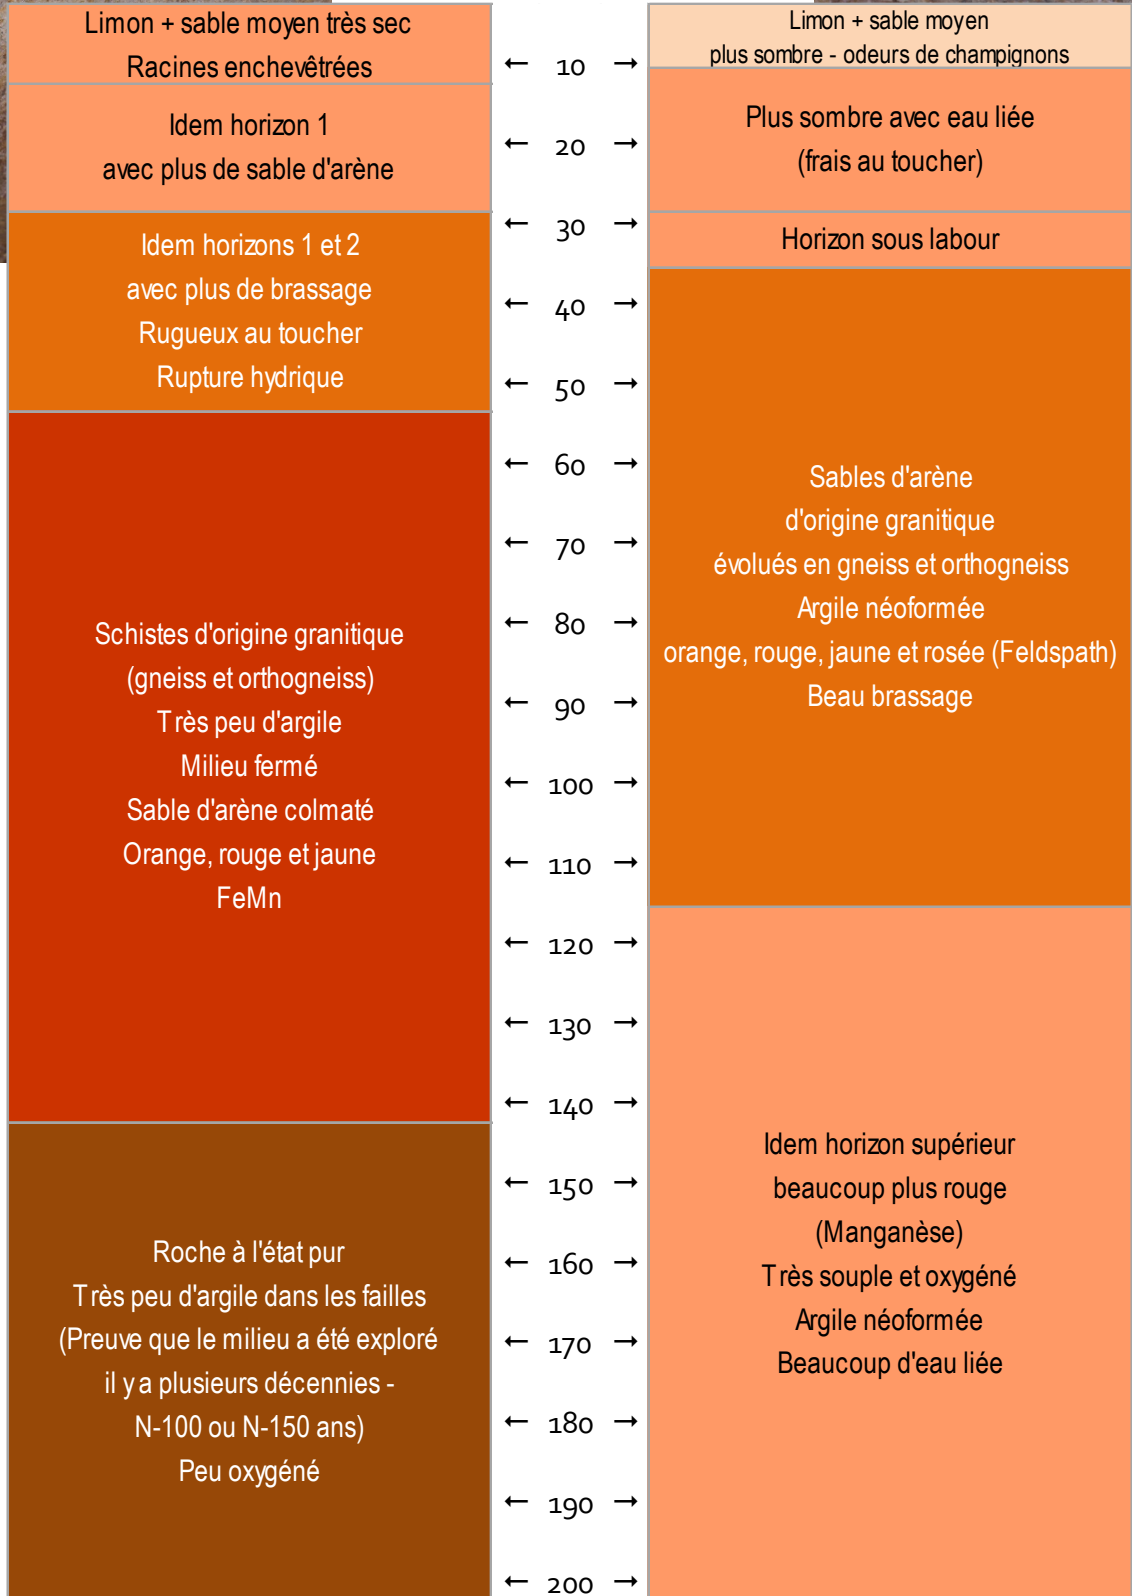 Limon + sable moyen très sec
Racines enchevêtrées
Idem horizon 1
avec plus de sable d'arène
Idem horizons 1 et 2
avec plus de brassage
Rugueux au toucher
Rupture hydrique
Schistes d'origine granitique
(gneiss et orthogneiss)
Très peu d'argile
Milieu fermé
Sable d'arène colmaté
Orange, rouge et jaune
FeMn
Roche à l'état pur
Très peu d'argile dans les failles
(Preuve que le milieu a été exploré
il y a plusieurs décennies -
N-100 ou N-150 ans)
Peu oxygéné
← 10 →
← 20 →
← 30 →
← 40 →
← 50 →
← 60 →
← 70 →
← 80 →
← 90 →
← 100 →
← 110 →
← 120 →
← 130 →
← 140 →
← 150 →
← 160 →
← 170 →
← 180 →
← 190 →
← 200 →
Limon + sable moyen
plus sombre - odeurs de champignons
Plus sombre avec eau liée
(frais au toucher)
Horizon sous labour
Sables d'arène
d'origine granitique
évolués en gneiss et orthogneiss
Argile néoformée
orange, rouge, jaune et rosée (Feldspath)
Beau brassage
Idem horizon supérieur
beaucoup plus rouge
(Manganèse)
Très souple et oxygéné
Argile néoformée
Beaucoup d'eau liée